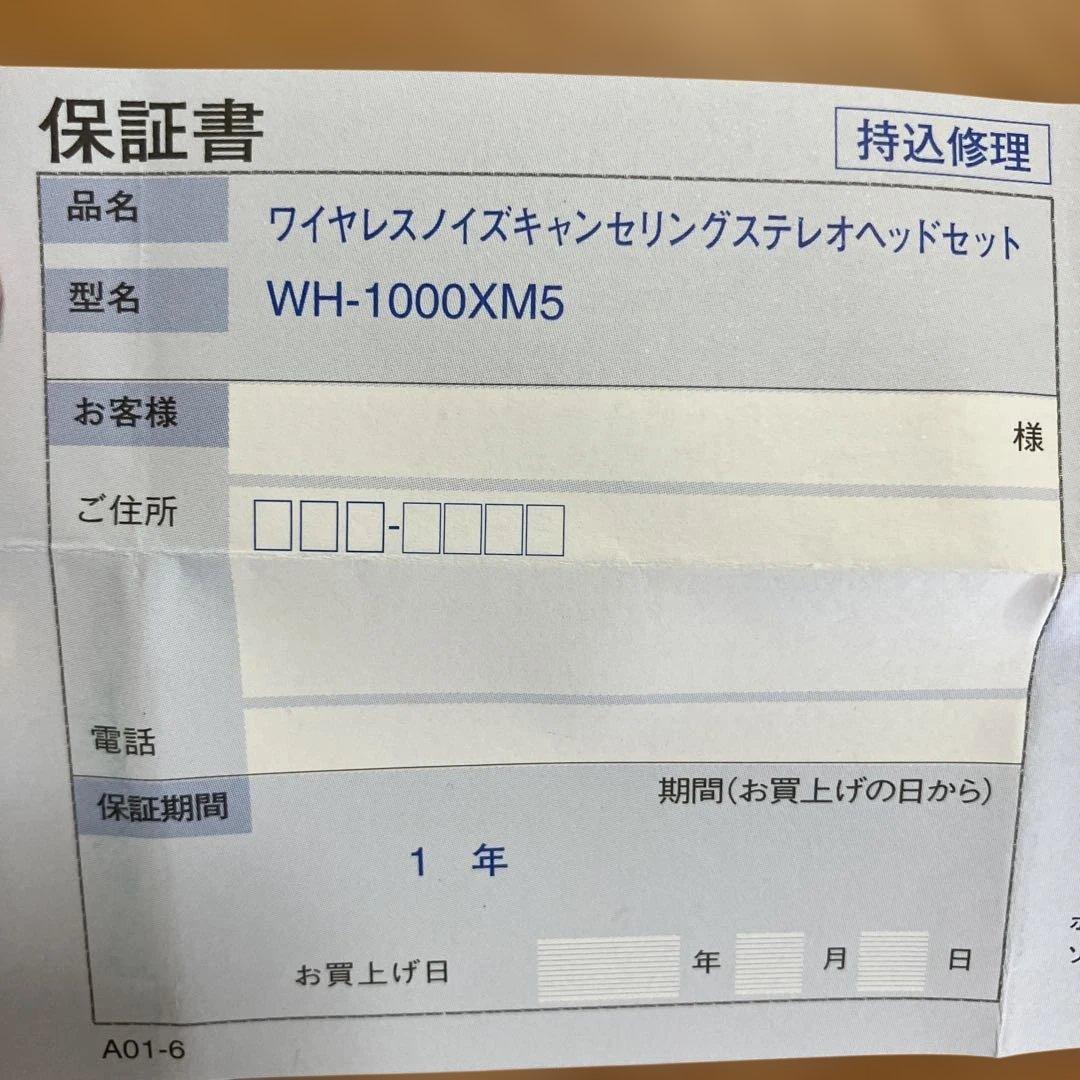 保証書
持込修理
品名
ワイヤレスノイズキャンセリングステレオヘッドセット
型名
WH-1000XM5
お客様
様
ご住所
□□□-□□□□
電話
保証期間
期間(お買上げの日から)
1 年
お買上げ日 年 月 日
A01-6